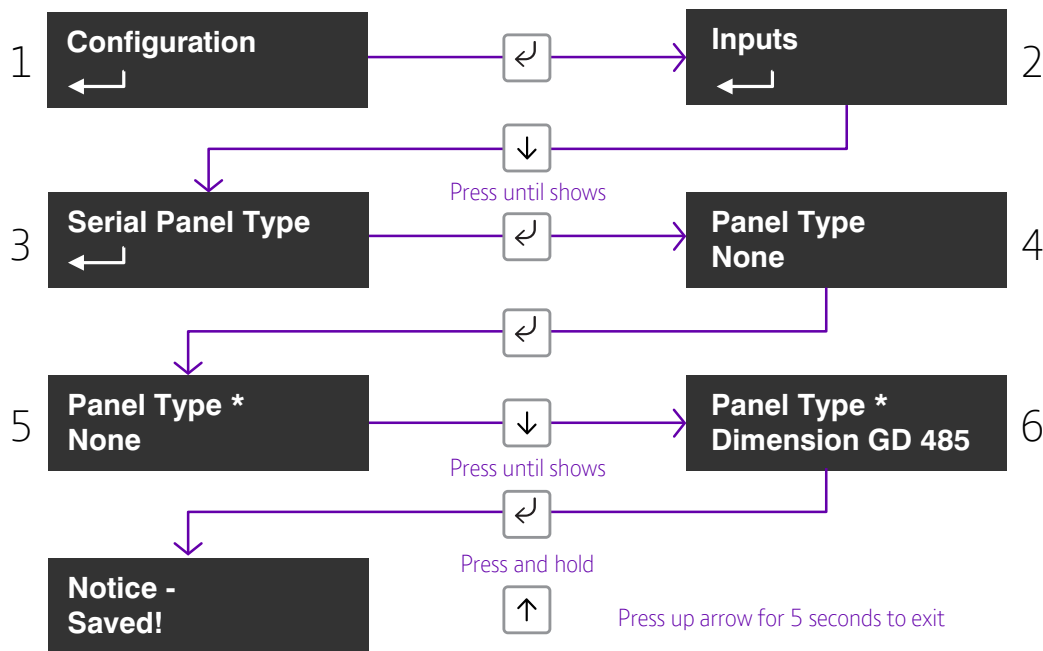 1
Configuration
Inputs
2
Press until shows
3
Serial Panel Type
Panel Type
None
4
5
Panel Type *
None
Press until shows
Panel Type *
Dimension GD 485
6
Notice -
Saved!
Press and hold
Press up arrow for 5 seconds to exit